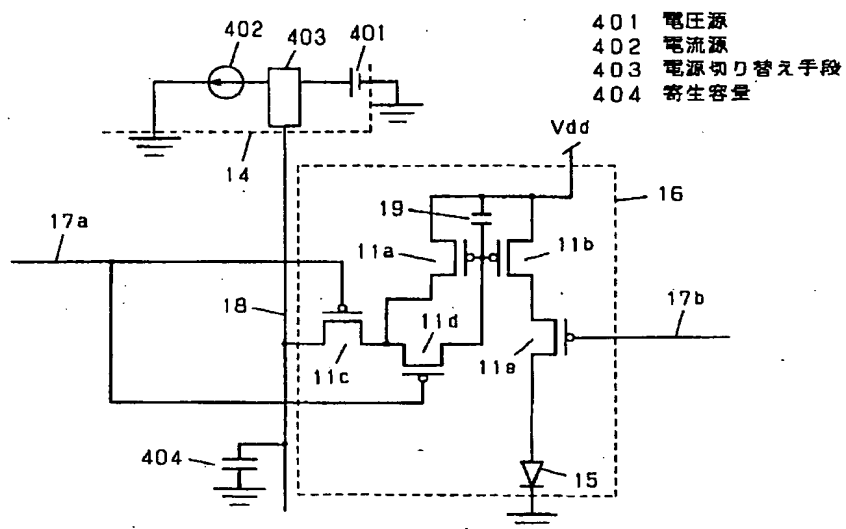 401 電圧源
402 電流源
403 電源切り替え手段
404 寄生容量
402
403
401
Vdd
14
16
17a
19
11a
11b
18
11d
17b
11c
11e
404
15